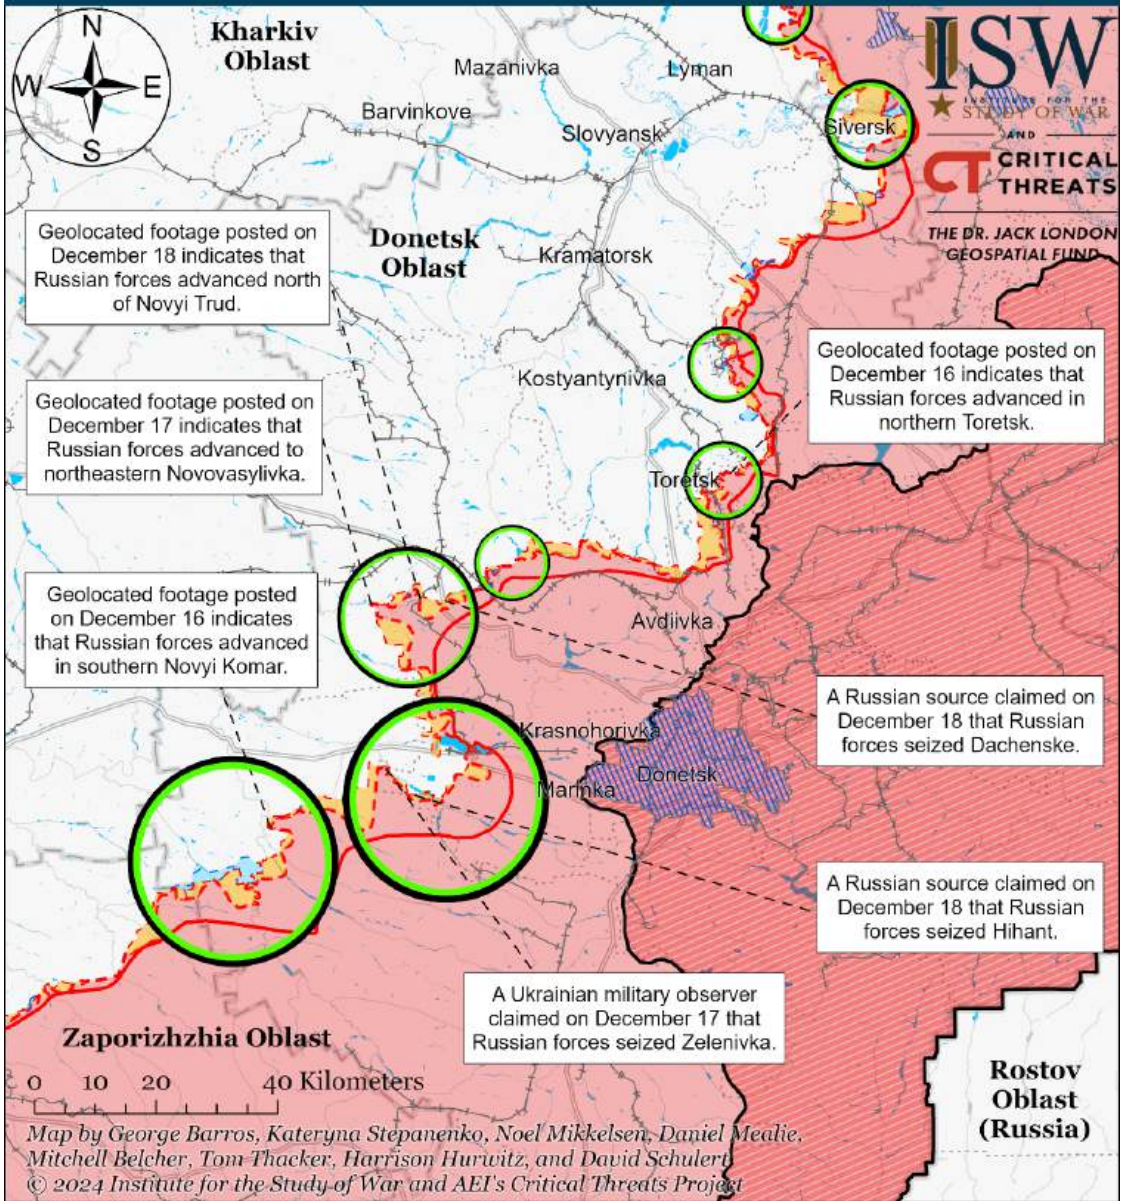 N
W
E
S
Kharkiv
Oblast
Mazanivka
Lyman
Barvinkove
Slovyansk
Siversk
ISW
INSTITUTE FOR THE
STUDY OF WAR
AND
CT CRITICAL
THREATS
THE DR. JACK LONDON
GEOSPATIAL FUND
Geolocated footage posted on
December 18 indicates that
Russian forces advanced north
of Novyi Trud.
Donetsk
Oblast
Kramatorsk
Geolocated footage posted on
December 16 indicates that
Russian forces advanced in
northern Toretsk.
Kostyantynivka
Geolocated footage posted on
December 17 indicates that
Russian forces advanced to
northeastern Novovasylivka.
Toretsk
Geolocated footage posted
on December 16 indicates
that Russian forces advanced
in southern Novyi Komar.
Avdiivka
A Russian source claimed on
December 18 that Russian
forces seized Dachenske.
Krasnohorivka
Donetsk
Marinka
A Russian source claimed on
December 18 that Russian
forces seized Hihant.
A Ukrainian military observer
claimed on December 17 that
Russian forces seized Zelenivka.
Zaporizhzhia Oblast
Rostov
Oblast
(Russia)
0 10 20 40 Kilometers
Map by George Barros, Kateryna Stepanenko, Noel Mikkelsen, Daniel Mealie,
Mitchell Belcher, Tom Thacker, Harrison Hurwitz, and David Schulert
© 2024 Institute for the Study of War and AEI's Critical Threats Project